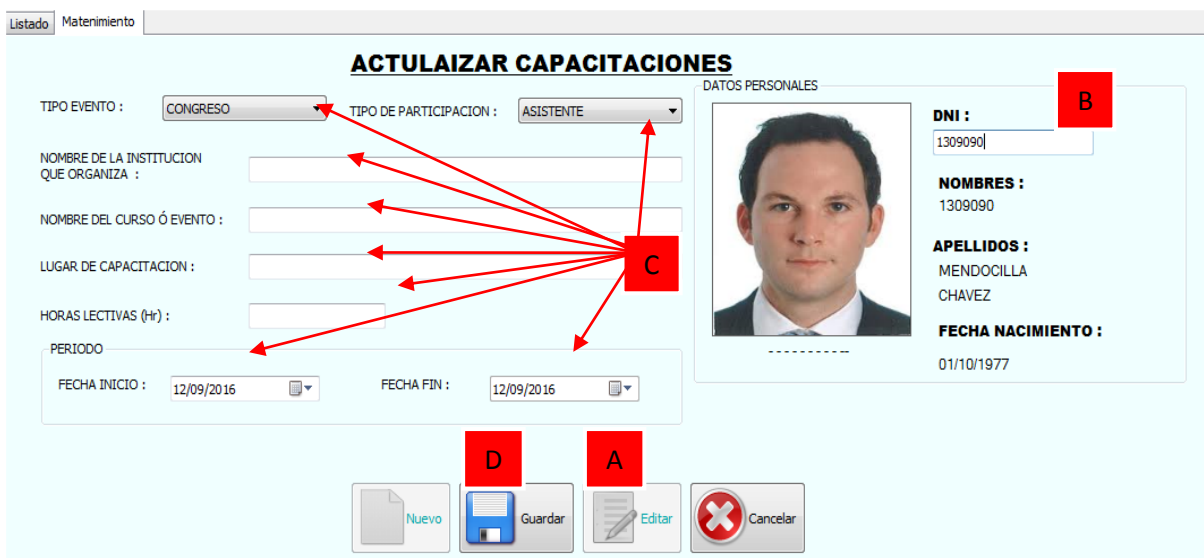 Listado Matenimiento
ACTULAIZAR CAPACITACIONES
TIPO EVENTO : CONGRESO TIPO DE PARTICIPACION : ASISTENTE
NOMBRE DE LA INSTITUCION
QUE ORGANIZA :
NOMBRE DEL CURSO Ó EVENTO :
LUGAR DE CAPACITACION :
HORAS LECTIVAS (Hr) :
PERIODO
FECHA INICIO : 12/09/2016 FECHA FIN : 12/09/2016
C
DATOS PERSONALES
B
DNI :
1309090
NOMBRES :
1309090
APELLIDOS :
MENDOCILLA
CHAVEZ
FECHA NACIMIENTO :
01/10/1977
----------
D A
Nuevo Guardar Editar Cancelar